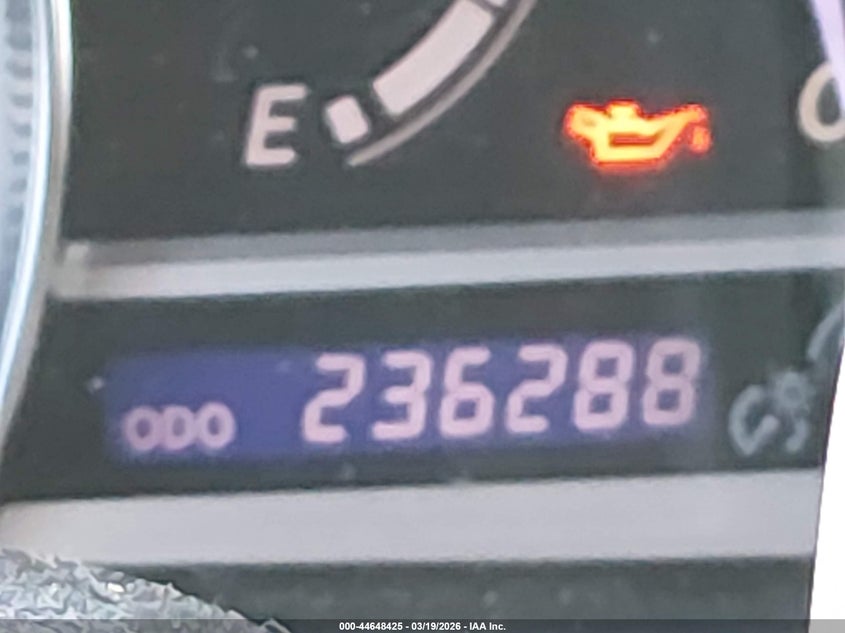 E
ODO 236288
000-44648425 - 03/19/2026 - IAA Inc.